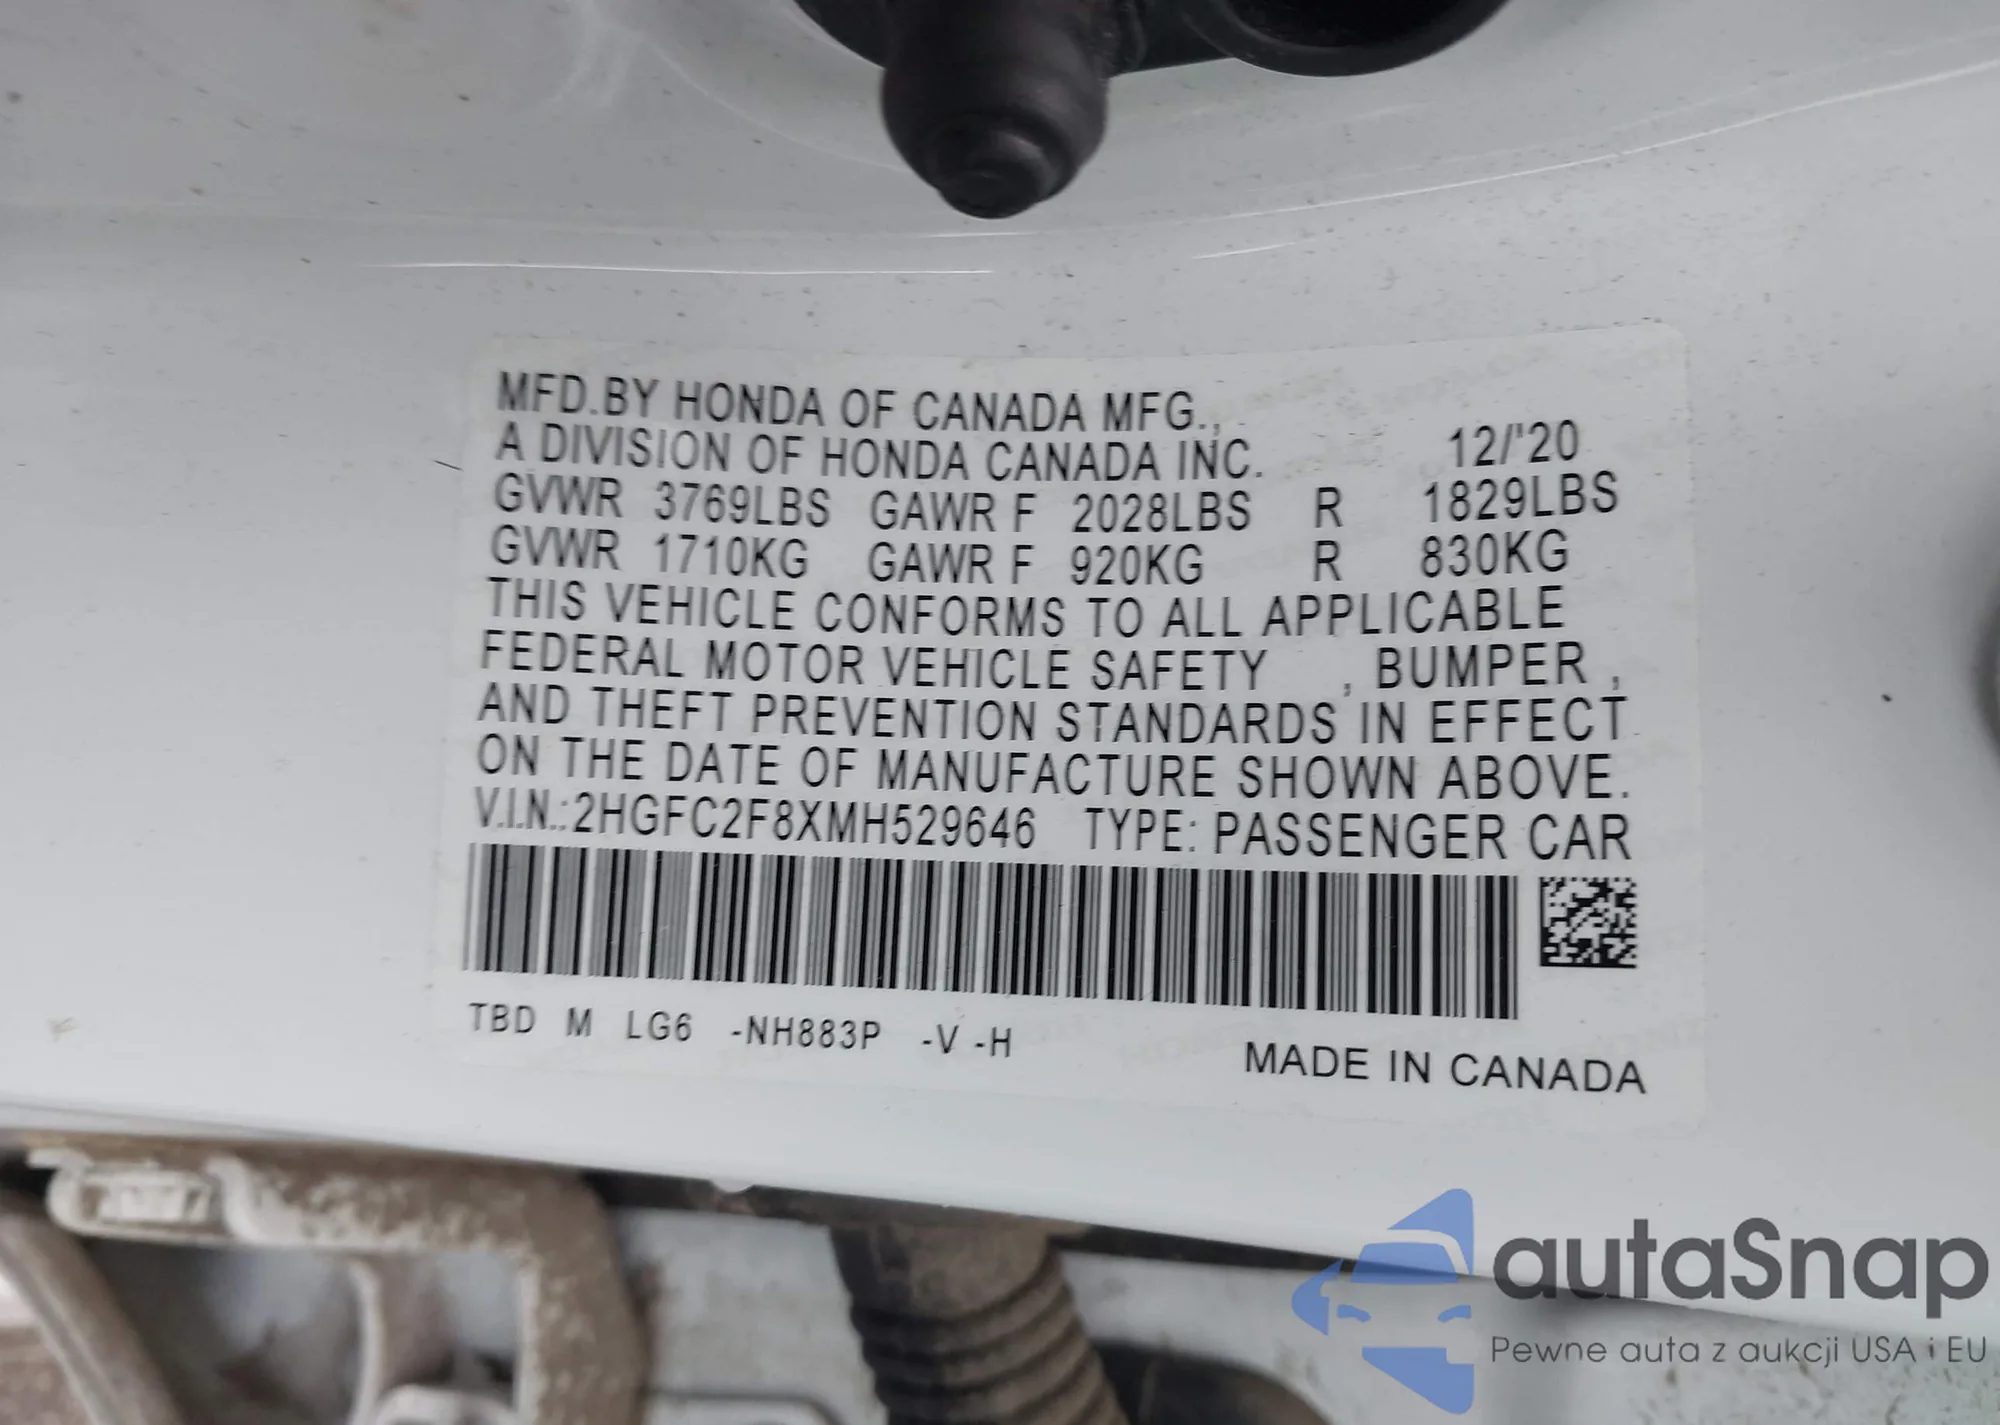 MFD.BY HONDA OF CANADA MFG.,
A DIVISION OF HONDA CANADA INC. 12/'20
GVWR 3769LBS GAWR F 2028LBS R 1829LBS
GVWR 1710KG GAWR F 920KG R 830KG
THIS VEHICLE CONFORMS TO ALL APPLICABLE
FEDERAL MOTOR VEHICLE SAFETY , BUMPER ,
AND THEFT PREVENTION STANDARDS IN EFFECT
ON THE DATE OF MANUFACTURE SHOWN ABOVE.
V.I.N.:2HGFC2F8XMH529646 TYPE: PASSENGER CAR
TBD M LG6 -NH883P -V -H
MADE IN CANADA
autaSnap
Pewne auta z aukcji USA i EU